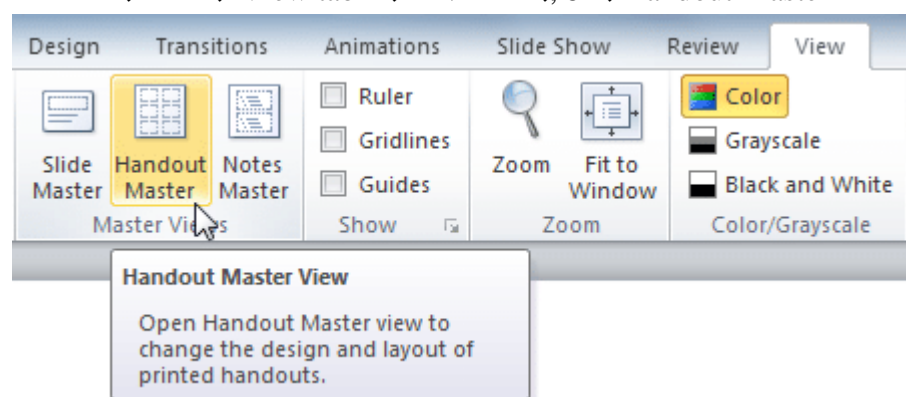 Design Transitions Animations Slide Show Review View
Slide Master
Handout Master
Notes Master
Master Views
Ruler
Gridlines
Guides
Show
Zoom
Fit to Window
Zoom
Color
Grayscale
Black and White
Color/Grayscale
Handout Master View
Open Handout Master view to
change the design and layout of
printed handouts.